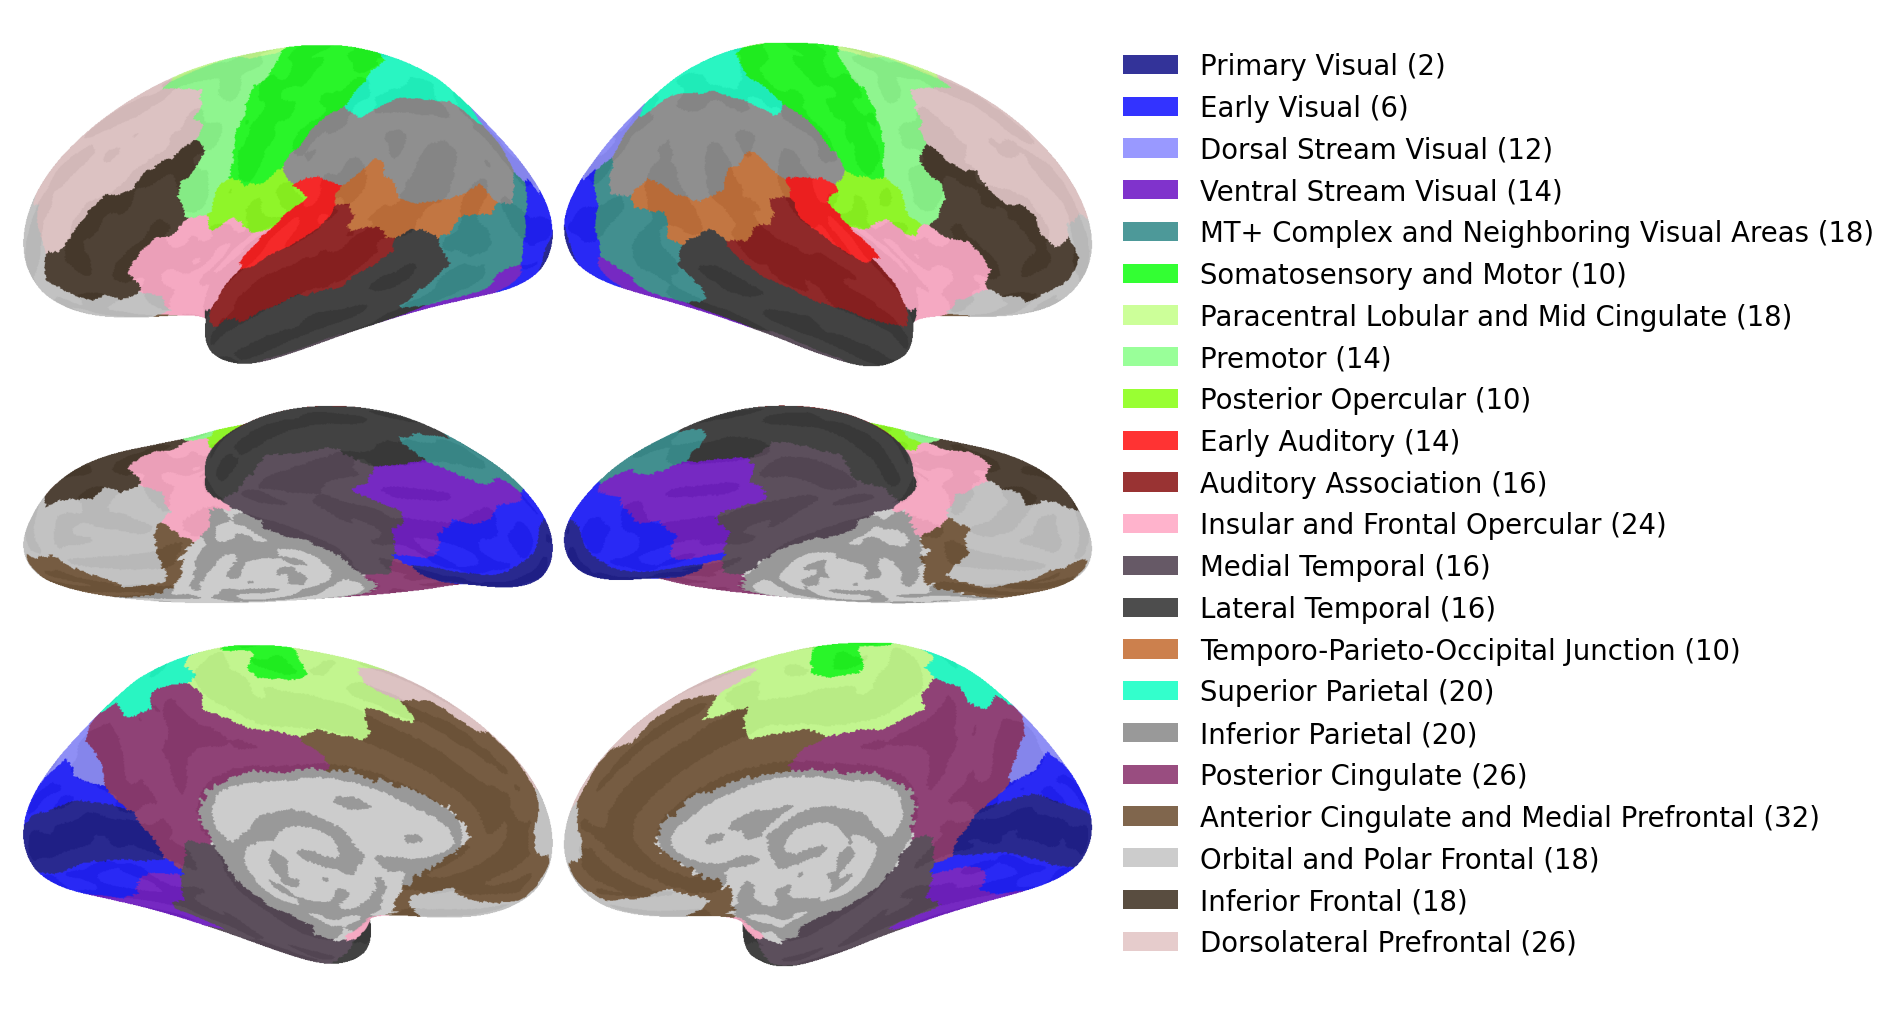 Primary Visual (2)
Early Visual (6)
Dorsal Stream Visual (12)
Ventral Stream Visual (14)
MT+ Complex and Neighboring Visual Areas (18)
Somatosensory and Motor (10)
Paracentral Lobular and Mid Cingulate (18)
Premotor (14)
Posterior Opercular (10)
Early Auditory (14)
Auditory Association (16)
Insular and Frontal Opercular (24)
Medial Temporal (16)
Lateral Temporal (16)
Temporo-Parieto-Occipital Junction (10)
Superior Parietal (20)
Inferior Parietal (20)
Posterior Cingulate (26)
Anterior Cingulate and Medial Prefrontal (32)
Orbital and Polar Frontal (18)
Inferior Frontal (18)
Dorsolateral Prefrontal (26)